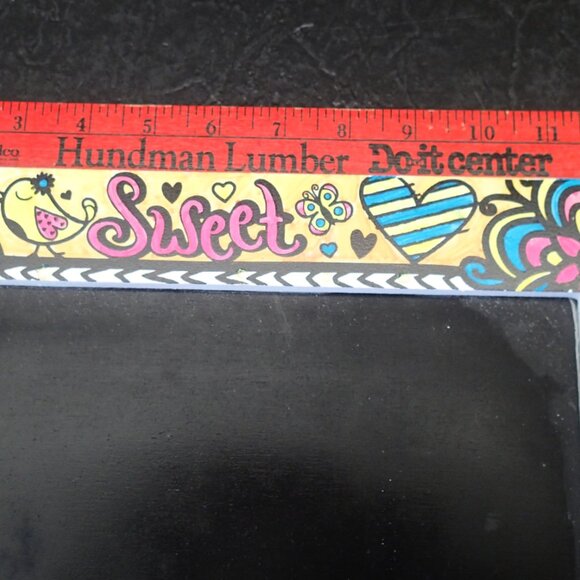 3 4 5 6 7 8 9 10 11
Hundman Lumber Do-it center
Sweet